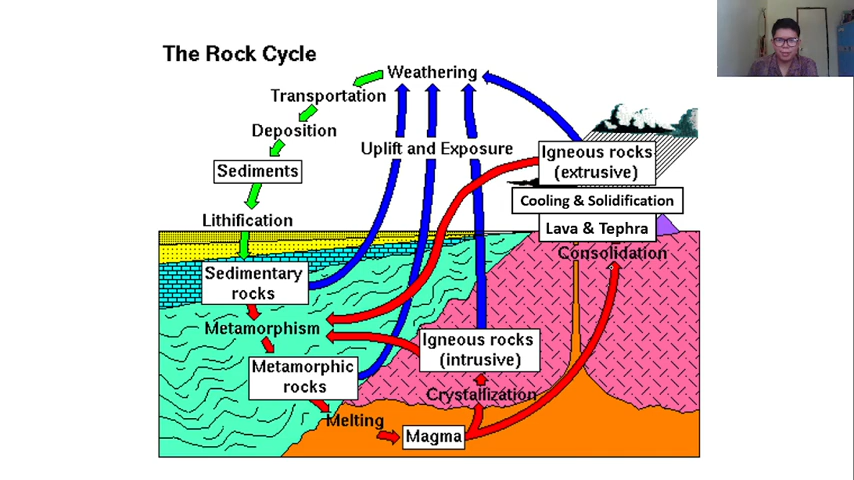 The Rock Cycle
Weathering
Transportation
Deposition
Uplift and Exposure
Sediments
Igneous rocks
(extrusive)
Cooling & Solidification
Lithification
Lava & Tephra
Consolidation
Sedimentary
rocks
Metamorphism
Igneous rocks
(intrusive)
Metamorphic
rocks
Crystallization
Melting
Magma